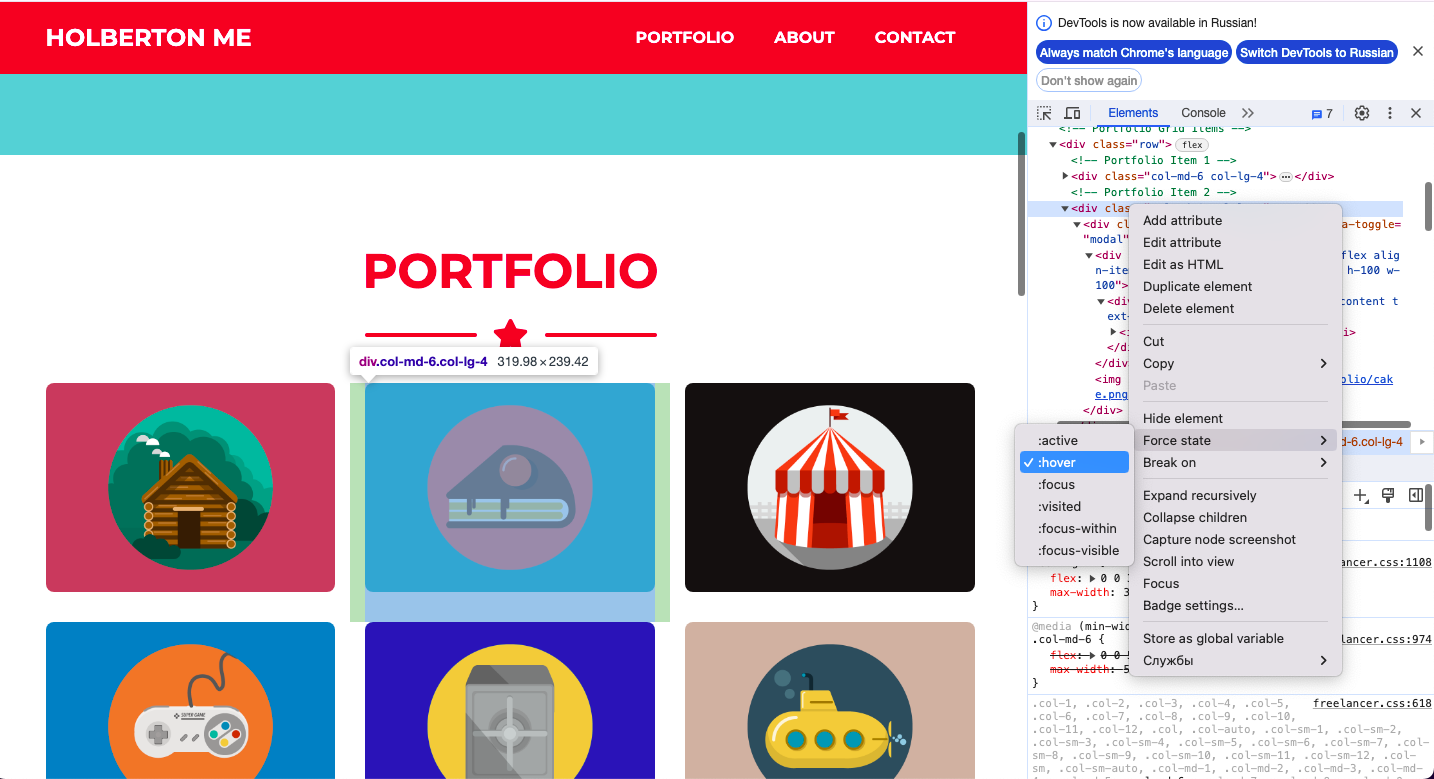 HOLBERTON ME
PORTFOLIO
ABOUT
CONTACT
PORTFOLIO
div.col-md-6.col-lg-4 319.98 × 239.42
SUPER GAME
DevTools is now available in Russian!
Always match Chrome's language
Switch DevTools to Russian
Don't show again
Elements
Console
7
<!-- Portfolio Grid Items -->
<div class="row"> flex
<!-- Portfolio Item 1 -->
<div class="col-md-6 col-lg-4"> </div>
<!-- Portfolio Item 2 -->
<div clas
<div cl a-toggle=
"modal"
<div flex alig
n-ite h-100 w-
100">
<div ontent t
ext-
<i i>
</di
</div>
<img olio/cak
e.png
</div>
d-6.col-lg-4
Add attribute
Edit attribute
Edit as HTML
Duplicate element
Delete element
Cut
Copy
Paste
Hide element
Force state
Break on
Expand recursively
Collapse children
Capture node screenshot
Scroll into view
Focus
Badge settings...
Store as global variable
Службы
:active
:hover
:focus
:visited
:focus-within
:focus-visible
lancer.css:1108
flex: 0 0
max-width: 3
}
@media (min-wid
.col-md-6 { lancer.css:974
flex: 0 0 5
max-width: 5
}
.col-1, .col-2, .col-3, .col-4, .col-5, freelancer.css:618
.col-6, .col-7, .col-8, .col-9, .col-10,
.col-11, .col-12, .col, .col-auto, .col-sm-1, .col-sm-2,
.col-sm-3, .col-sm-4, .col-sm-5, .col-sm-6, .col-sm-7, .col-
sm-8, .col-sm-9, .col-sm-10, .col-sm-11, .col-sm-12, .col-
sm, .col-sm-auto, .col-md-1, .col-md-2, .col-md-3, .col-md-